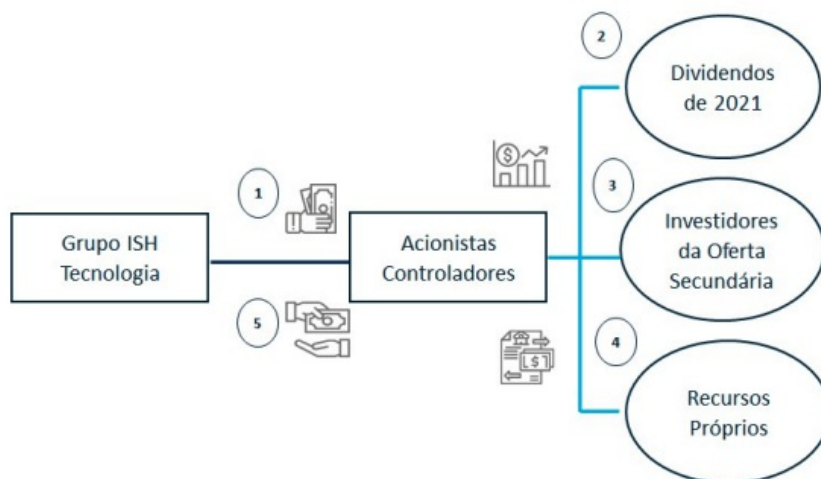 2
Dividendos
de 2021
1
3
Grupo ISH
Tecnologia
Acionistas
Controladores
Investidores
da Oferta
Secundária
5
4
Recursos
Próprios
$
$